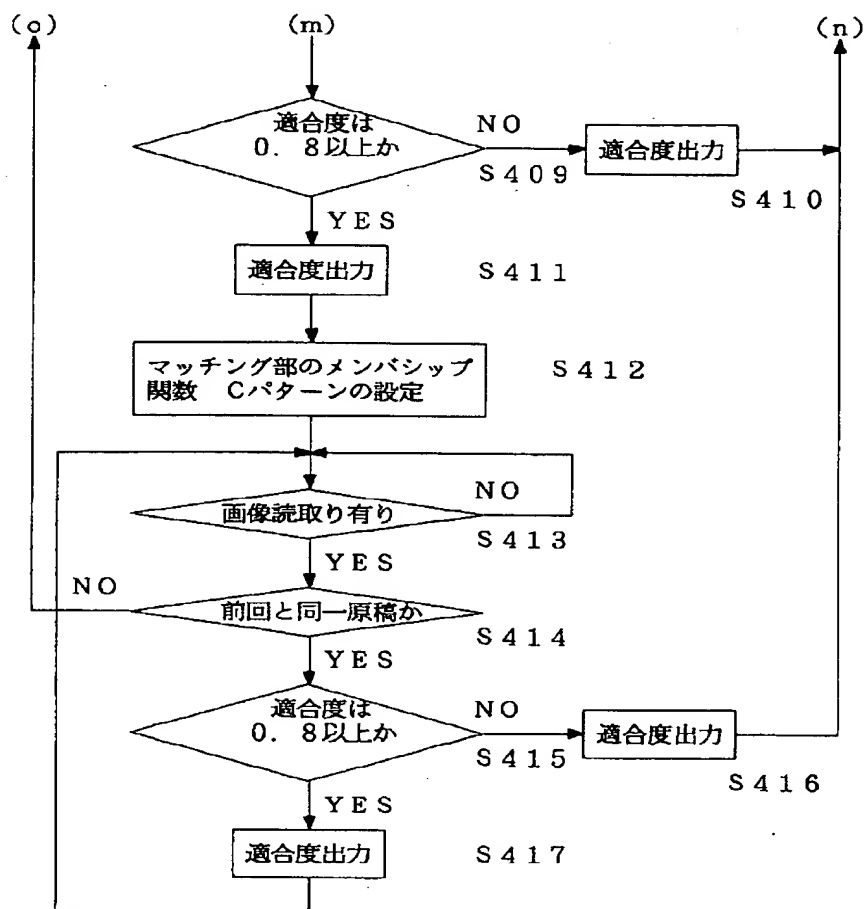 (o)
(m)
(n)
適合度は
0．8以上か
NO
S409
適合度出力
S410
YES
適合度出力
S411
マッチング部のメンバシップ
関数　Cパターンの設定
S412
画像読取り有り
NO
S413
YES
NO
前回と同一原稿か
S414
YES
適合度は
0．8以上か
NO
S415
適合度出力
S416
YES
適合度出力
S417